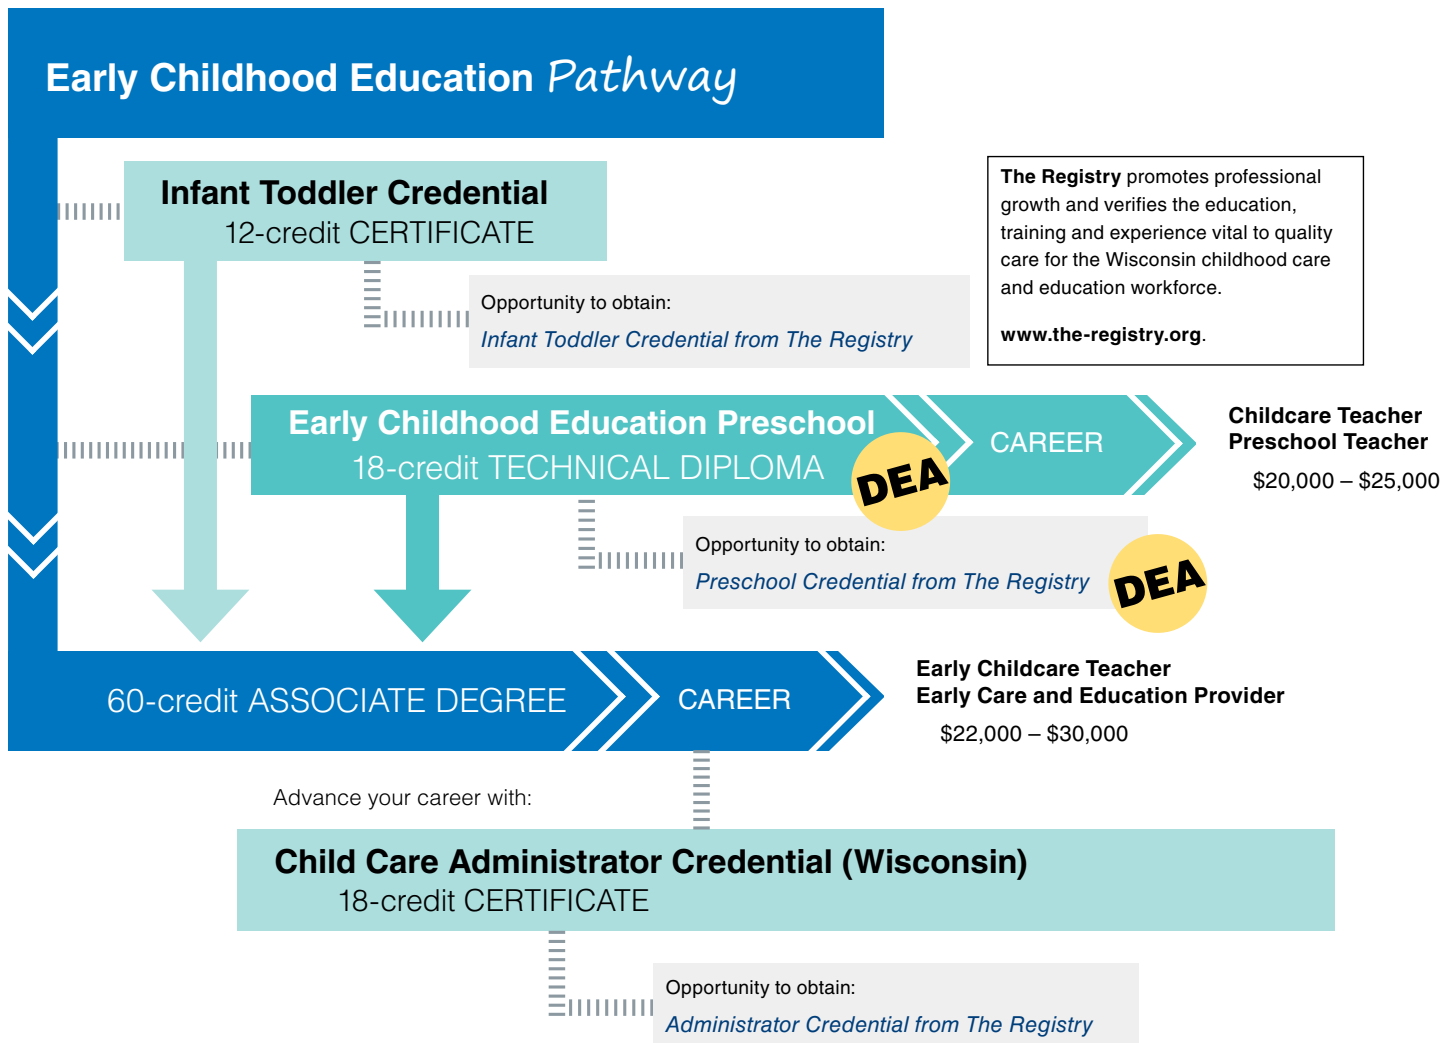 Early Childhood Education Pathway
Infant Toddler Credential
12-credit CERTIFICATE
Opportunity to obtain:
Infant Toddler Credential from The Registry
The Registry promotes professional
growth and verifies the education,
training and experience vital to quality
care for the Wisconsin childhood care
and education workforce.
www.the-registry.org.
Early Childhood Education Preschool
18-credit TECHNICAL DIPLOMA
DEA
CAREER
Childcare Teacher
Preschool Teacher
$20,000 – $25,000
Opportunity to obtain:
Preschool Credential from The Registry
DEA
60-credit ASSOCIATE DEGREE
CAREER
Early Childcare Teacher
Early Care and Education Provider
$22,000 – $30,000
Advance your career with:
Child Care Administrator Credential (Wisconsin)
18-credit CERTIFICATE
Opportunity to obtain:
Administrator Credential from The Registry